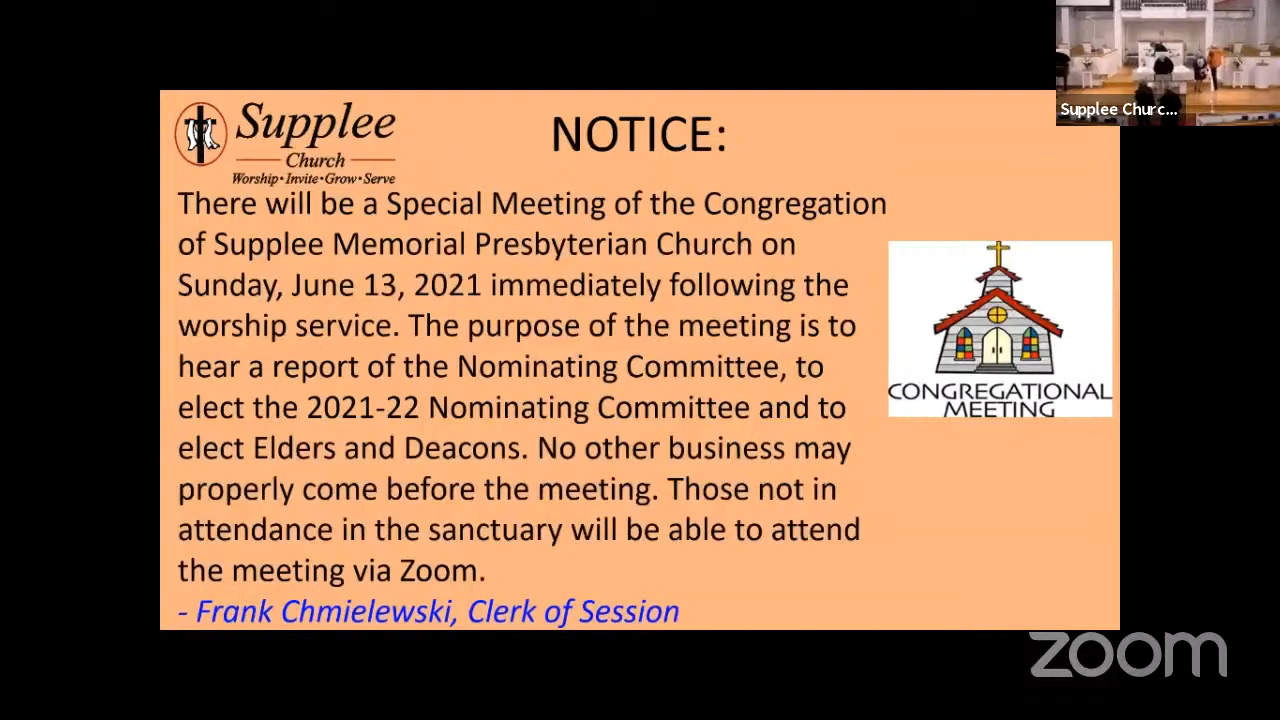 Supplee Churc...
Supplee
Church
Worship•Invite•Grow•Serve
NOTICE:
There will be a Special Meeting of the Congregation
of Supplee Memorial Presbyterian Church on
Sunday, June 13, 2021 immediately following the
worship service. The purpose of the meeting is to
hear a report of the Nominating Committee, to
elect the 2021-22 Nominating Committee and to
elect Elders and Deacons. No other business may
properly come before the meeting. Those not in
attendance in the sanctuary will be able to attend
the meeting via Zoom.
- Frank Chmielewski, Clerk of Session
CONGREGATIONAL
MEETING
zoom